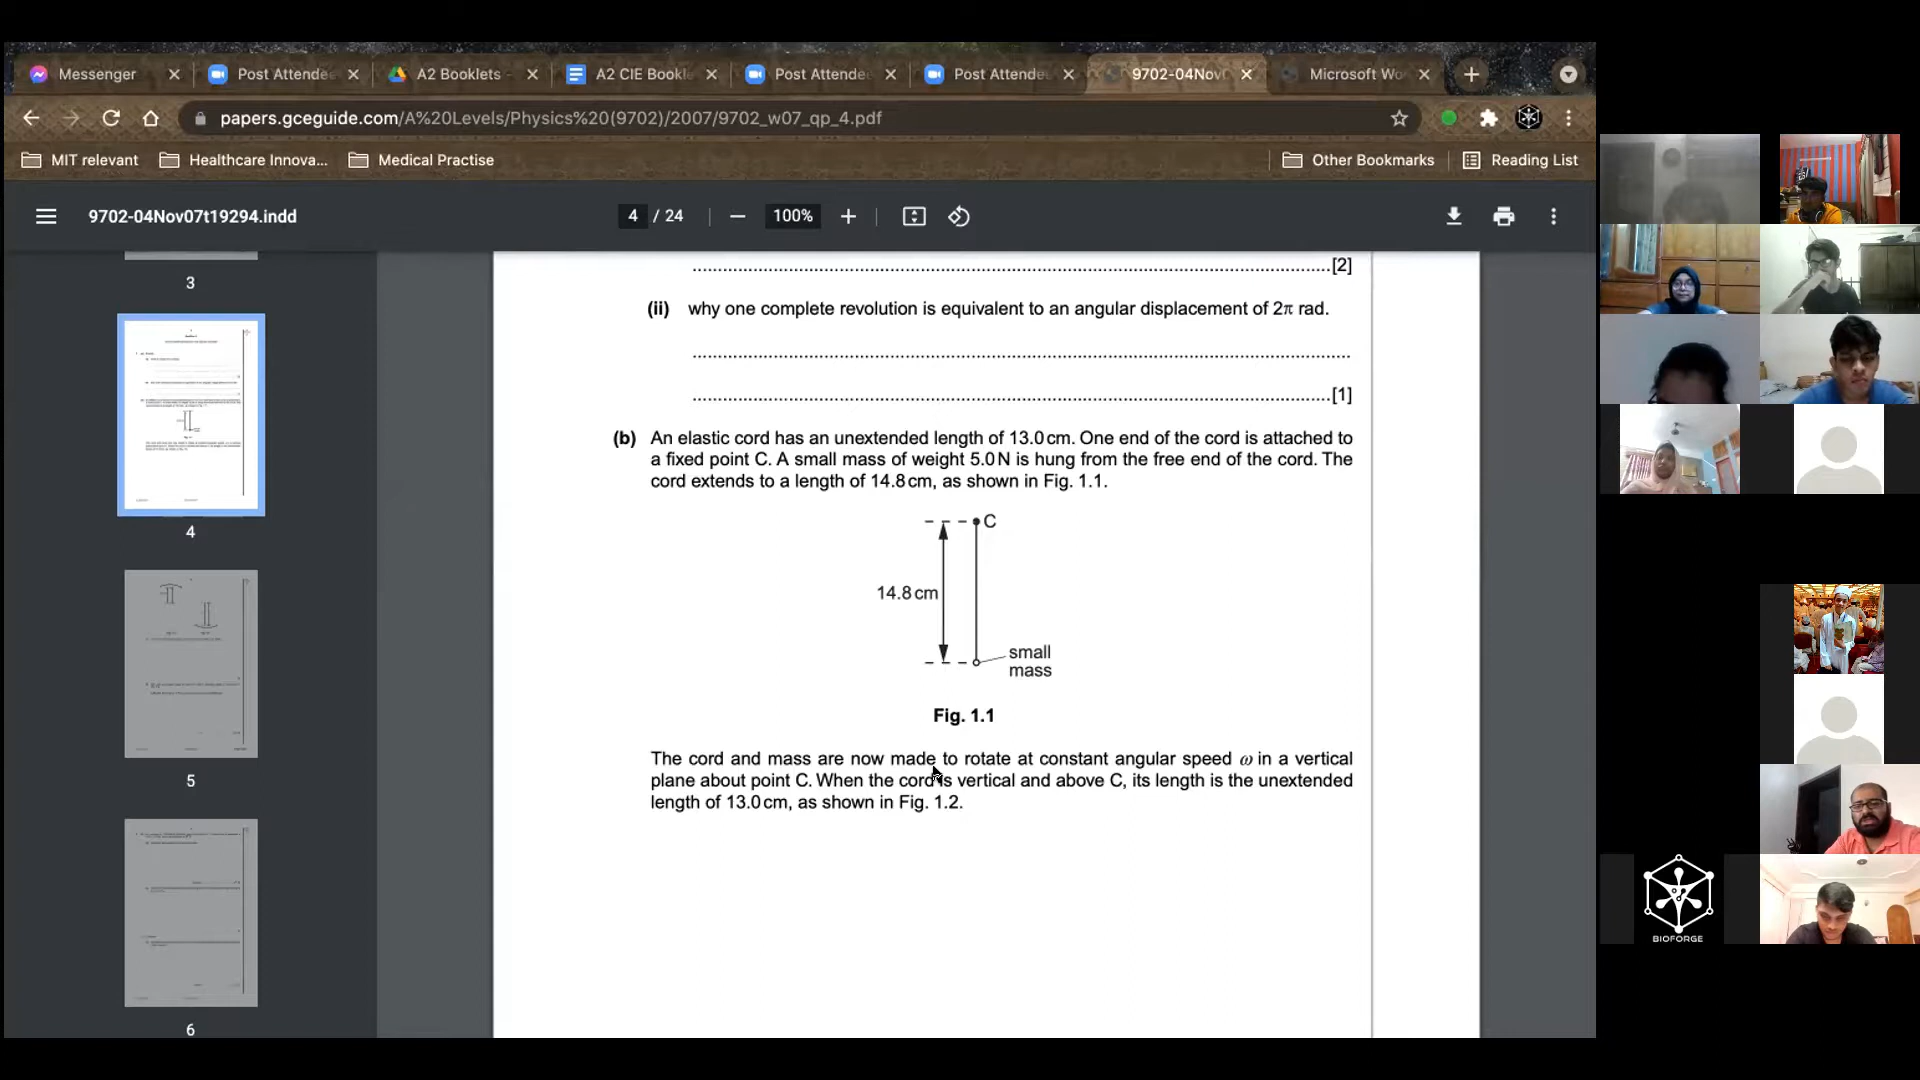 Messenger
Post Attendee
A2 Booklets -
A2 CIE Bookl
Post Attendee
Post Attendee
9702-04Nov0
Microsoft Wo
papers.gceguide.com/A%20Levels/Physics%20(9702)/2007/9702_w07_qp_4.pdf
MIT relevant
Healthcare Innova...
Medical Practise
Other Bookmarks
Reading List
9702-04Nov07t19294.indd
4 / 24
100%
3
4
5
6
[2]
(ii) why one complete revolution is equivalent to an angular displacement of 2π rad.
[1]
(b) An elastic cord has an unextended length of 13.0 cm. One end of the cord is attached to
a fixed point C. A small mass of weight 5.0 N is hung from the free end of the cord. The
cord extends to a length of 14.8 cm, as shown in Fig. 1.1.
C
14.8 cm
small
mass
Fig. 1.1
The cord and mass are now made to rotate at constant angular speed ω in a vertical
plane about point C. When the cord is vertical and above C, its length is the unextended
length of 13.0 cm, as shown in Fig. 1.2.
BIOFORGE